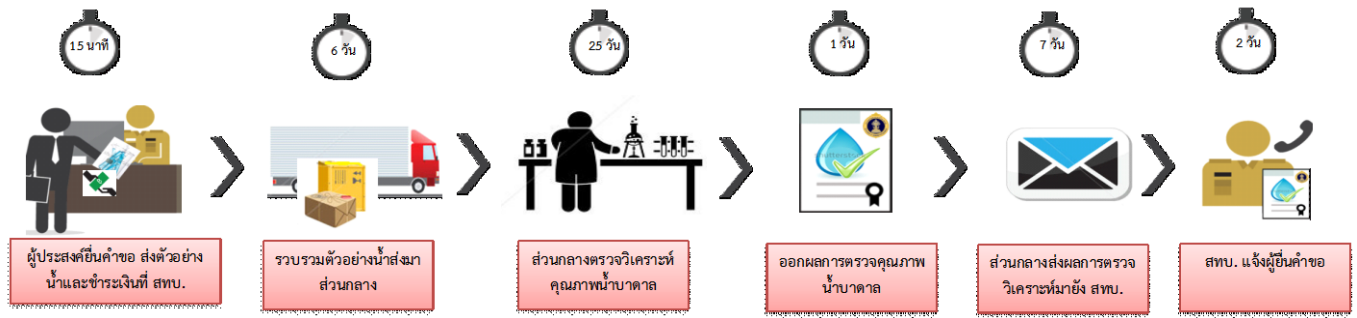 15 นาที
6 วัน
25 วัน
1 วัน
7 วัน
2 วัน
ผู้ประสงค์ยื่นคำขอ ส่งตัวอย่าง
น้ำและชำระเงินที่ สทบ.
รวบรวมตัวอย่างน้ำส่งมา
ส่วนกลาง
ส่วนกลางตรวจวิเคราะห์
คุณภาพน้ำบาดาล
ออกผลการตรวจคุณภาพ
น้ำบาดาล
ส่วนกลางส่งผลการตรวจ
วิเคราะห์มายัง สทบ.
สทบ. แจ้งผู้ยื่นคำขอ